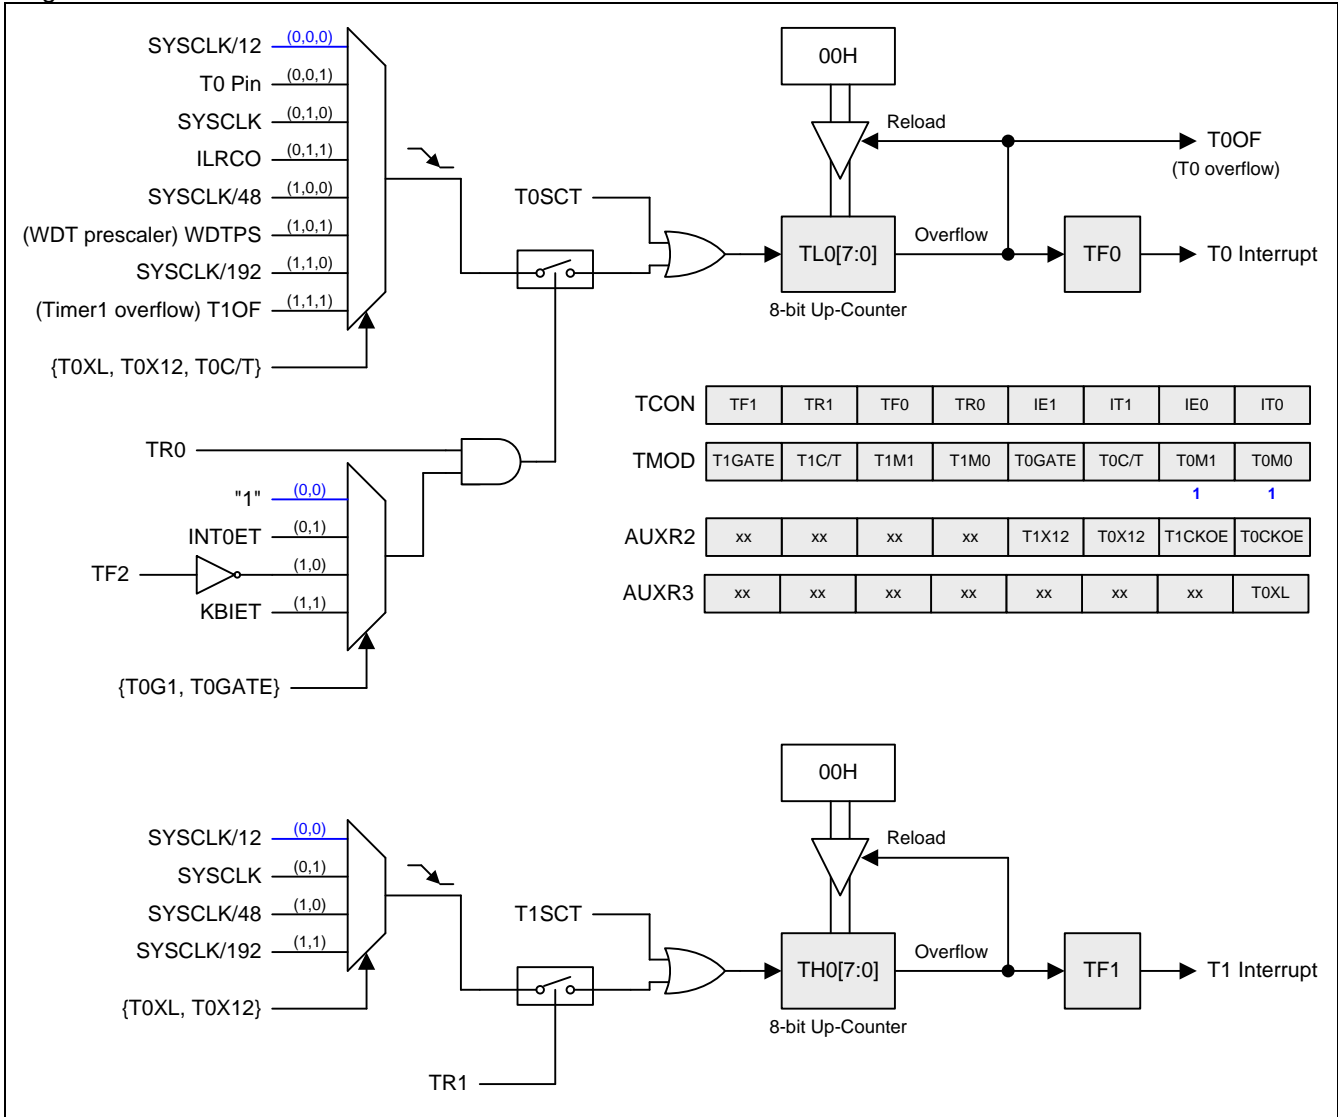 SYSCLK/12 (0,0,0)
T0 Pin (0,0,1)
SYSCLK (0,1,0)
ILRCO (0,1,1)
SYSCLK/48 (1,0,0)
(WDT prescaler) WDTPS (1,0,1)
SYSCLK/192 (1,1,0)
(Timer1 overflow) T1OF (1,1,1)
{T0XL, T0X12, T0C/T}
T0SCT
00H
Reload
TL0[7:0]
8-bit Up-Counter
Overflow
T0OF
(T0 overflow)
TF0
T0 Interrupt
TR0
"1" (0,0)
INT0ET (0,1)
TF2 (1,0)
KBIET (1,1)
{T0G1, T0GATE}
TCON TF1 TR1 TF0 TR0 IE1 IT1 IE0 IT0
TMOD T1GATE T1C/T T1M1 T1M0 T0GATE T0C/T T0M1 T0M0
1 1
AUXR2 xx xx xx xx T1X12 T0X12 T1CKOE T0CKOE
AUXR3 xx xx xx xx xx xx xx T0XL
SYSCLK/12 (0,0)
SYSCLK (0,1)
SYSCLK/48 (1,0)
SYSCLK/192 (1,1)
{T0XL, T0X12}
TR1
T1SCT
00H
Reload
TH0[7:0]
8-bit Up-Counter
Overflow
TF1
T1 Interrupt